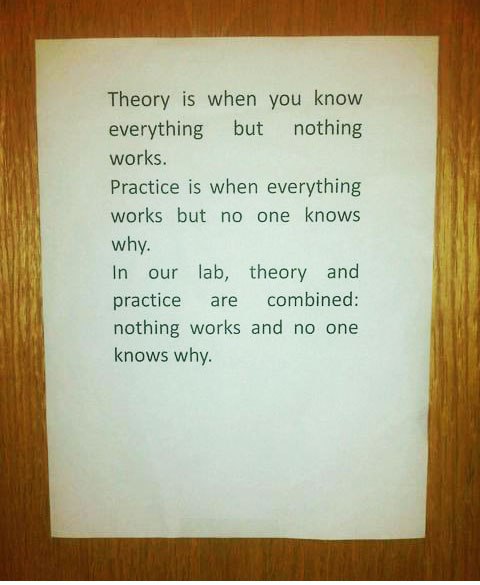 Theory is when you know
everything but nothing
works.
Practice is when everything
works but no one knows
why.
In our lab, theory and
practice are combined:
nothing works and no one
knows why.